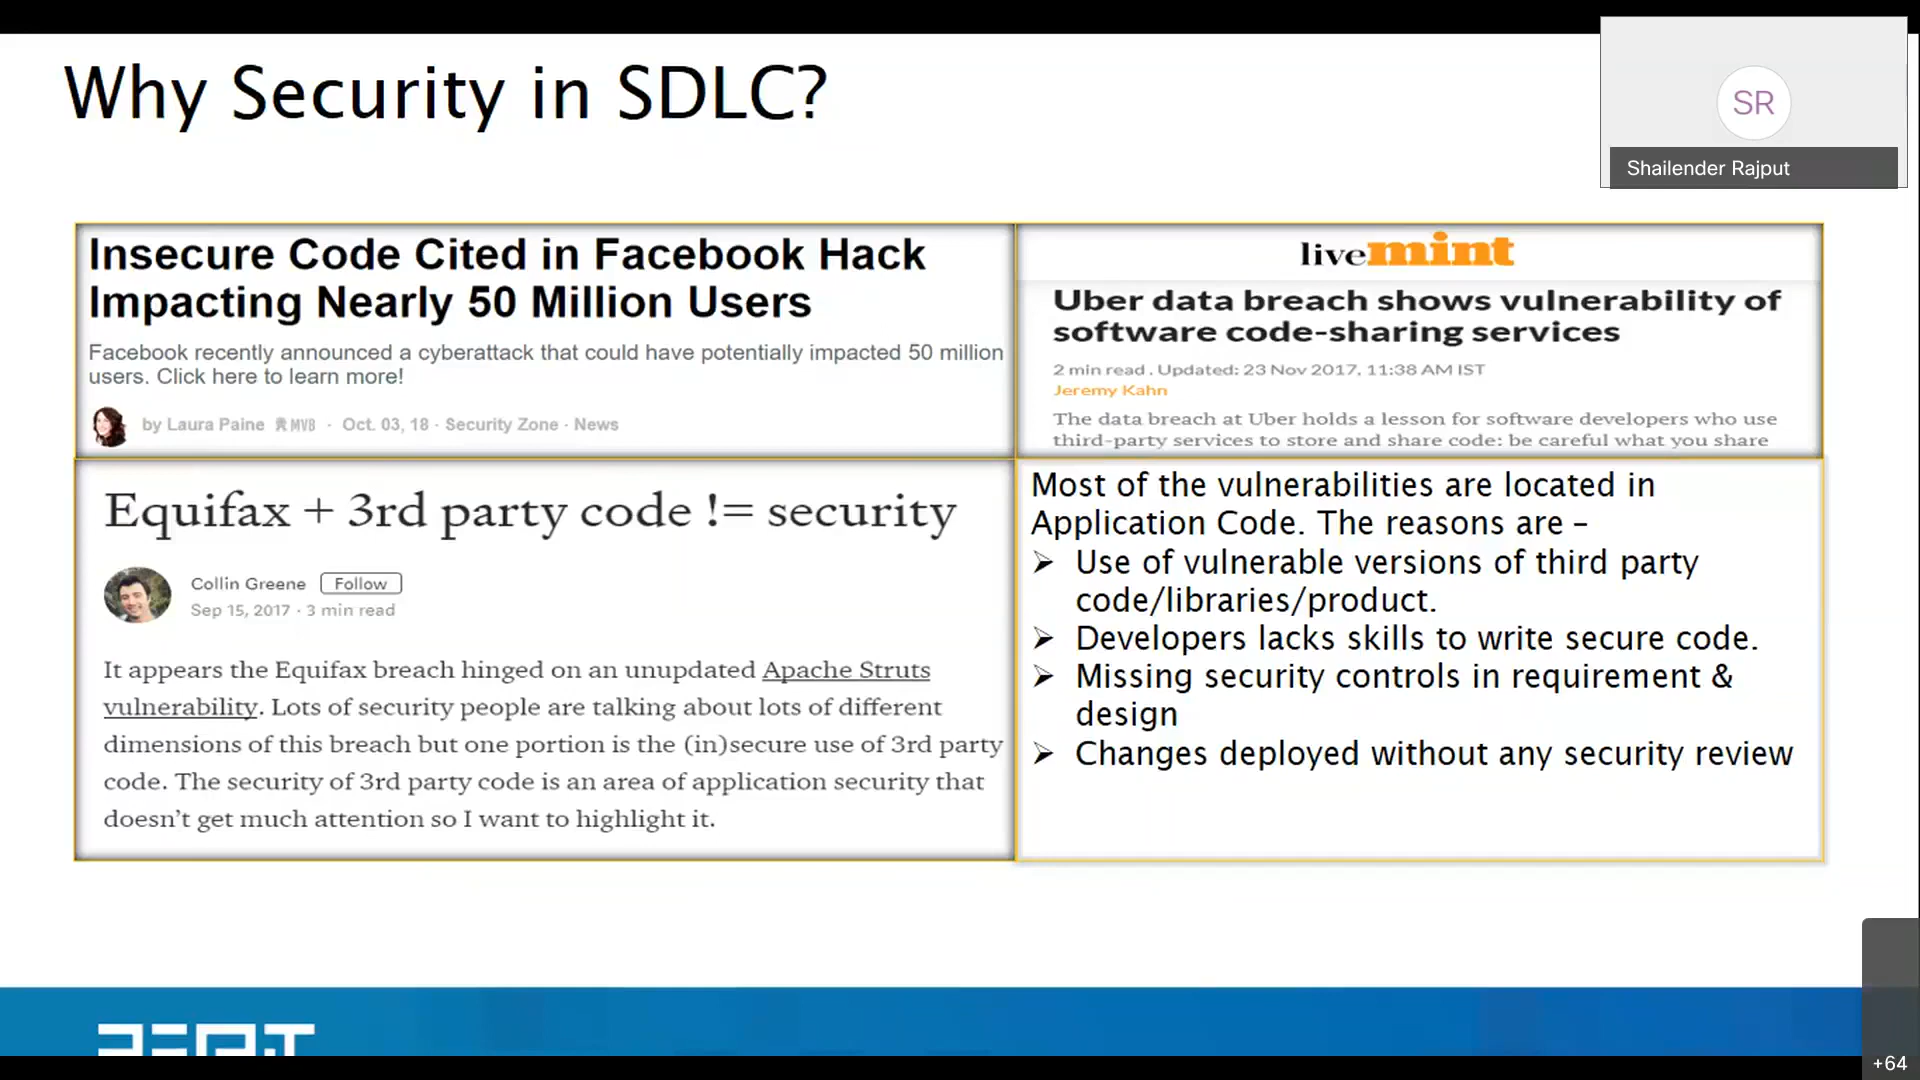 Why Security in SDLC?
SR
Shailender Rajput
Insecure Code Cited in Facebook Hack
Impacting Nearly 50 Million Users
Facebook recently announced a cyberattack that could have potentially impacted 50 million
users. Click here to learn more!
by Laura Paine MVB · Oct. 03, 18 · Security Zone · News
livemint
Uber data breach shows vulnerability of
software code-sharing services
2 min read . Updated: 23 Nov 2017, 11:38 AM IST
Jeremy Kahn
The data breach at Uber holds a lesson for software developers who use
third-party services to store and share code: be careful what you share
Equifax + 3rd party code != security
Collin Greene Follow
Sep 15, 2017 · 3 min read
It appears the Equifax breach hinged on an unupdated Apache Struts
vulnerability. Lots of security people are talking about lots of different
dimensions of this breach but one portion is the (in)secure use of 3rd party
code. The security of 3rd party code is an area of application security that
doesn't get much attention so I want to highlight it.
Most of the vulnerabilities are located in
Application Code. The reasons are –
➢ Use of vulnerable versions of third party
code/libraries/product.
➢ Developers lacks skills to write secure code.
➢ Missing security controls in requirement &
design
➢ Changes deployed without any security review
+64